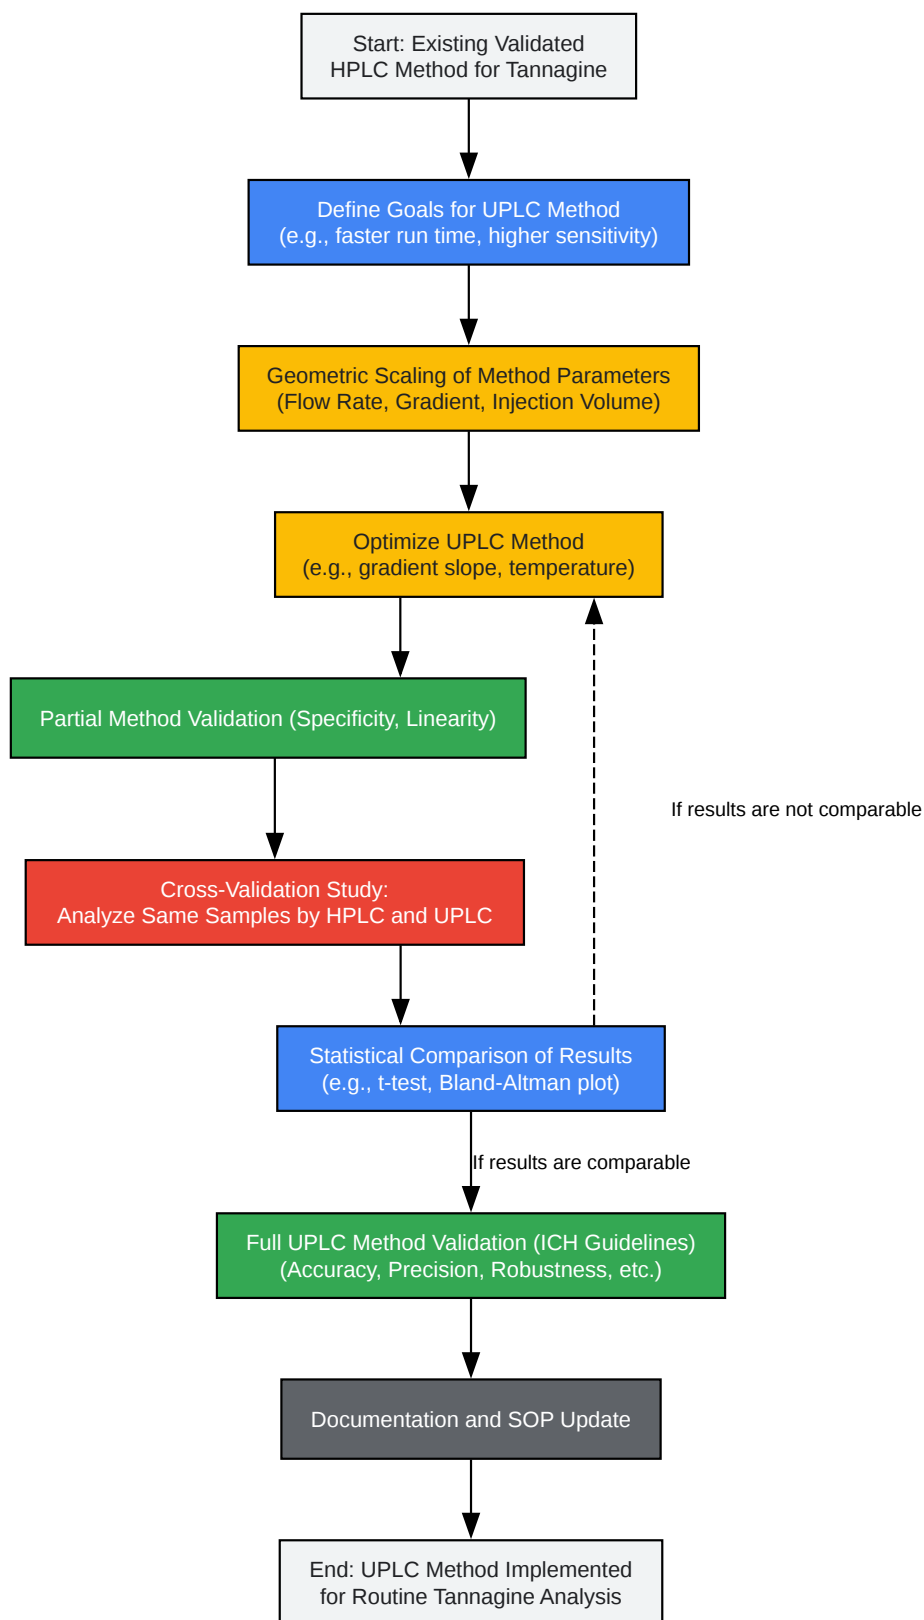 Start: Existing Validated
HPLC Method for Tannagine
Define Goals for UPLC Method
(e.g., faster run time, higher sensitivity)
Geometric Scaling of Method Parameters
(Flow Rate, Gradient, Injection Volume)
Optimize UPLC Method
(e.g., gradient slope, temperature)
Partial Method Validation (Specificity, Linearity)
If results are not comparable
Cross-Validation Study:
Analyze Same Samples by HPLC and UPLC
Statistical Comparison of Results
(e.g., t-test, Bland-Altman plot)
If results are comparable
Full UPLC Method Validation (ICH Guidelines)
(Accuracy, Precision, Robustness, etc.)
Documentation and SOP Update
End: UPLC Method Implemented
for Routine Tannagine Analysis